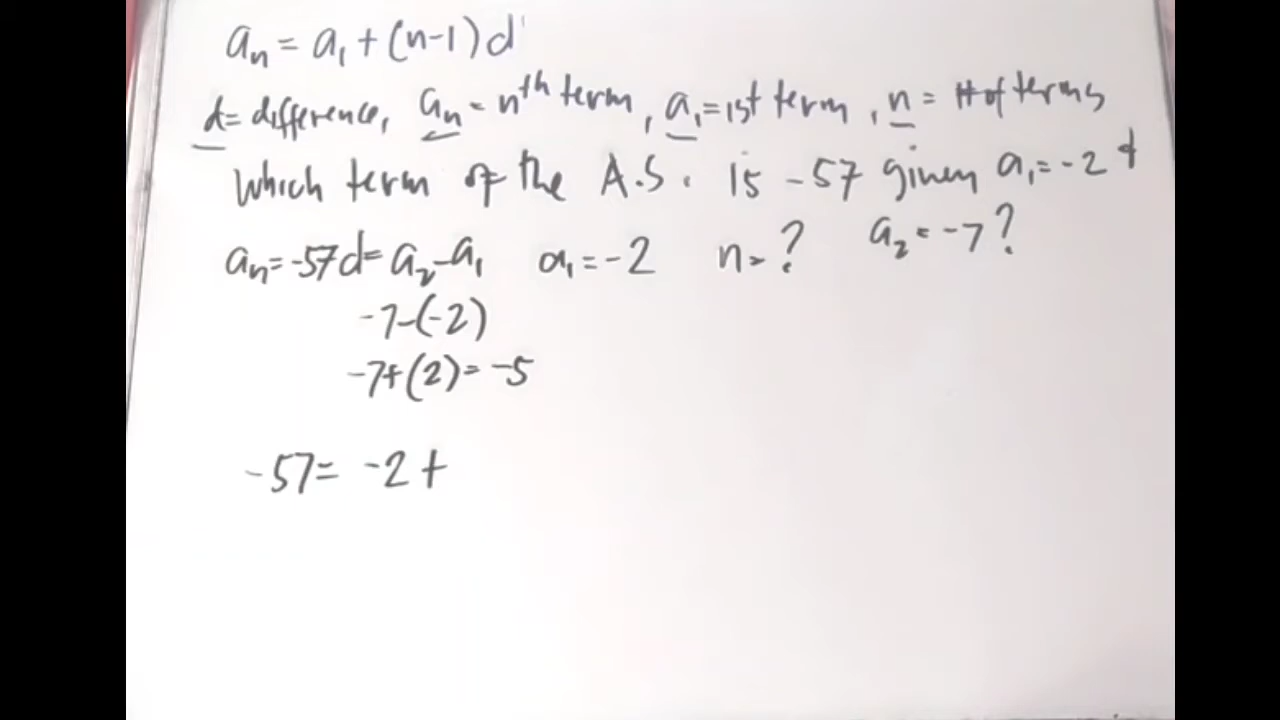 aₙ = a₁ + (n-1)d
d = difference, aₙ = nᵗʰ term, a₁ = 1st term, n = # of terms
Which term of the A.S. is -57 given a₁ = -2 &
a₂ = -7?
aₙ = -57 d = a₂ - a₁ a₁ = -2 n = ?
-7-(-2)
-7+(2) = -5
-57 = -2 +